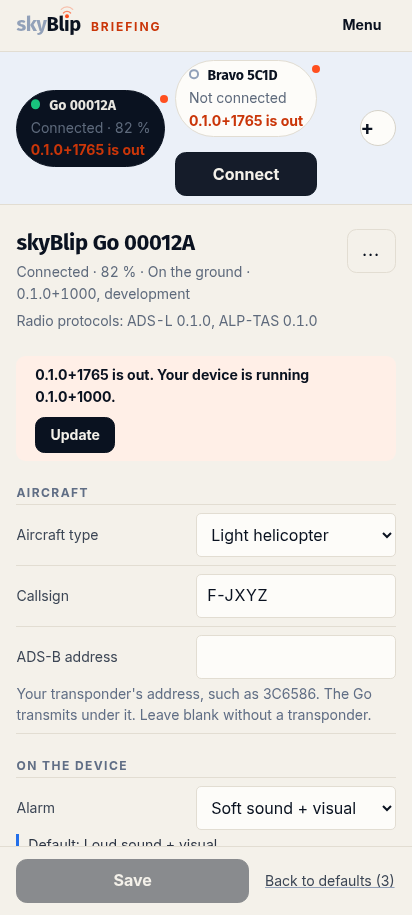 skyBlip BRIEFING
Menu
Go 00012A
Connected · 82 %
0.1.0+1765 is out
Bravo 5C1D
Not connected
0.1.0+1765 is out
Connect
+
skyBlip Go 00012A
...
Connected · 82 % · On the ground ·
0.1.0+1000, development
Radio protocols: ADS-L 0.1.0, ALP-TAS 0.1.0
0.1.0+1765 is out. Your device is running
0.1.0+1000.
Update
AIRCRAFT
Aircraft type
Light helicopter
Callsign
F-JXYZ
ADS-B address
Your transponder's address, such as 3C6586. The Go
transmits under it. Leave blank without a transponder.
ON THE DEVICE
Alarm
Soft sound + visual
Default: Loud sound + visual
Save
Back to defaults (3)